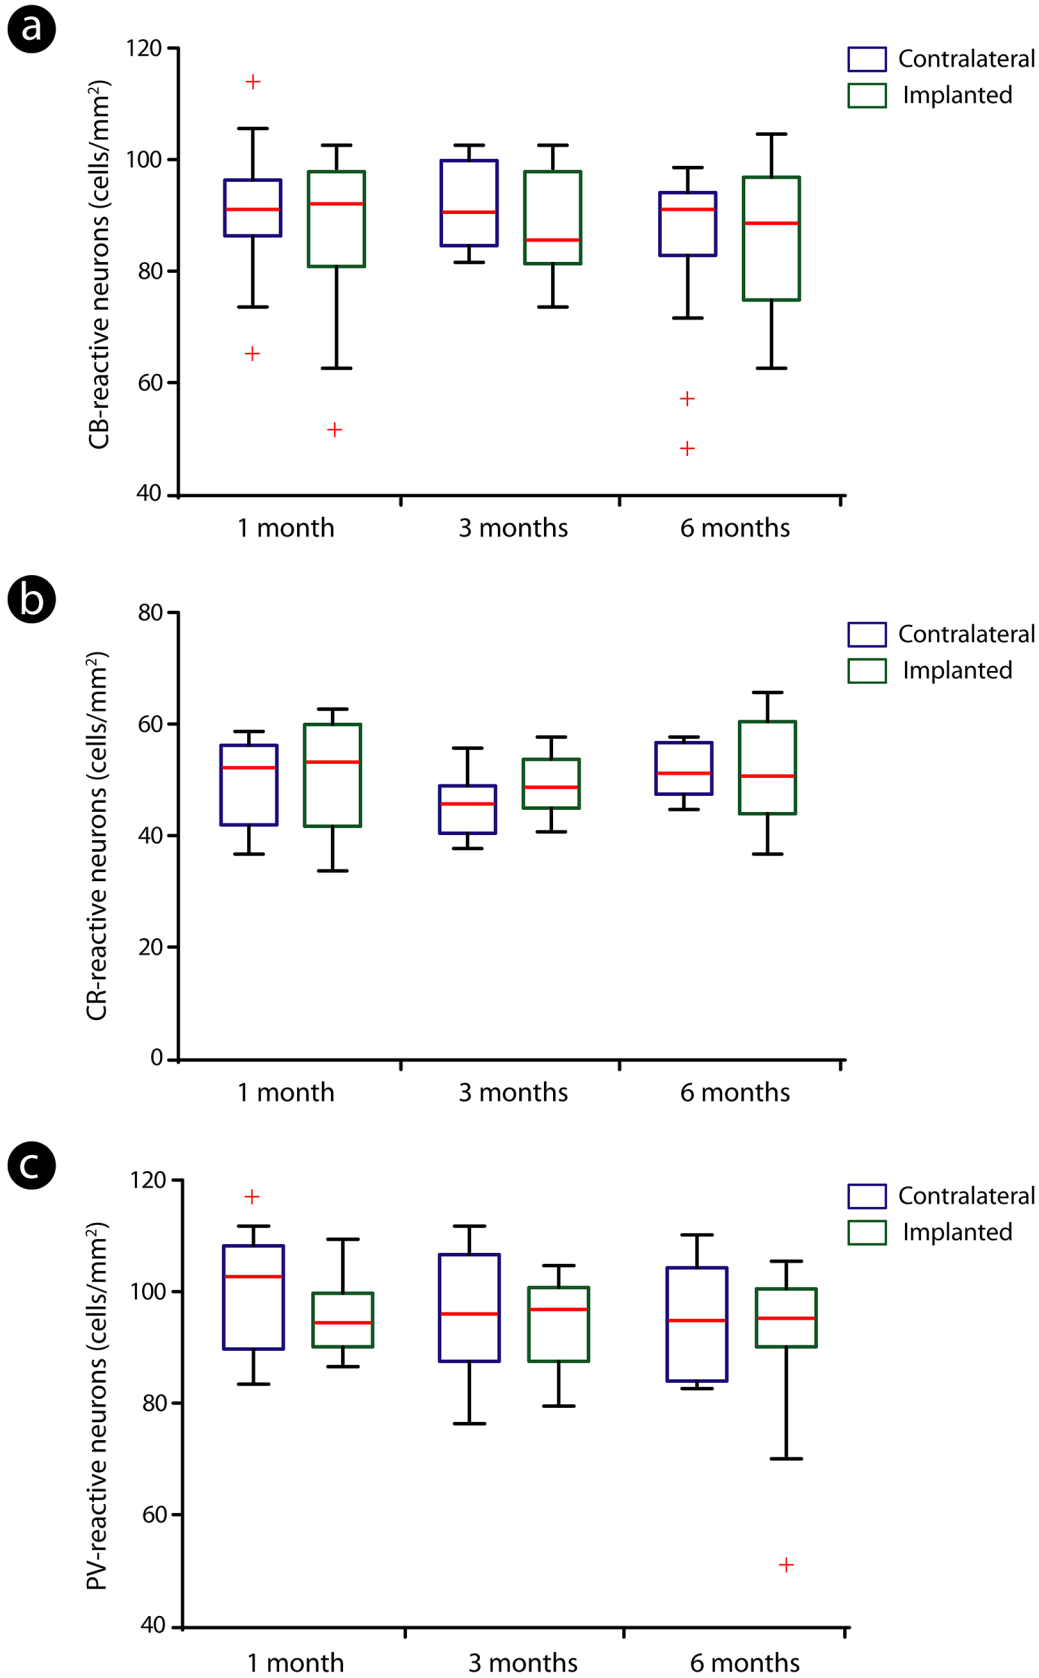 a
120
100
80
60
40
CB-reactive neurons (cells/mm²)
1 month
3 months
6 months
Contralateral
Implanted
b
80
60
40
20
0
CR-reactive neurons (cells/mm²)
1 month
3 months
6 months
Contralateral
Implanted
c
120
100
80
60
40
PV-reactive neurons (cells/mm²)
1 month
3 months
6 months
Contralateral
Implanted